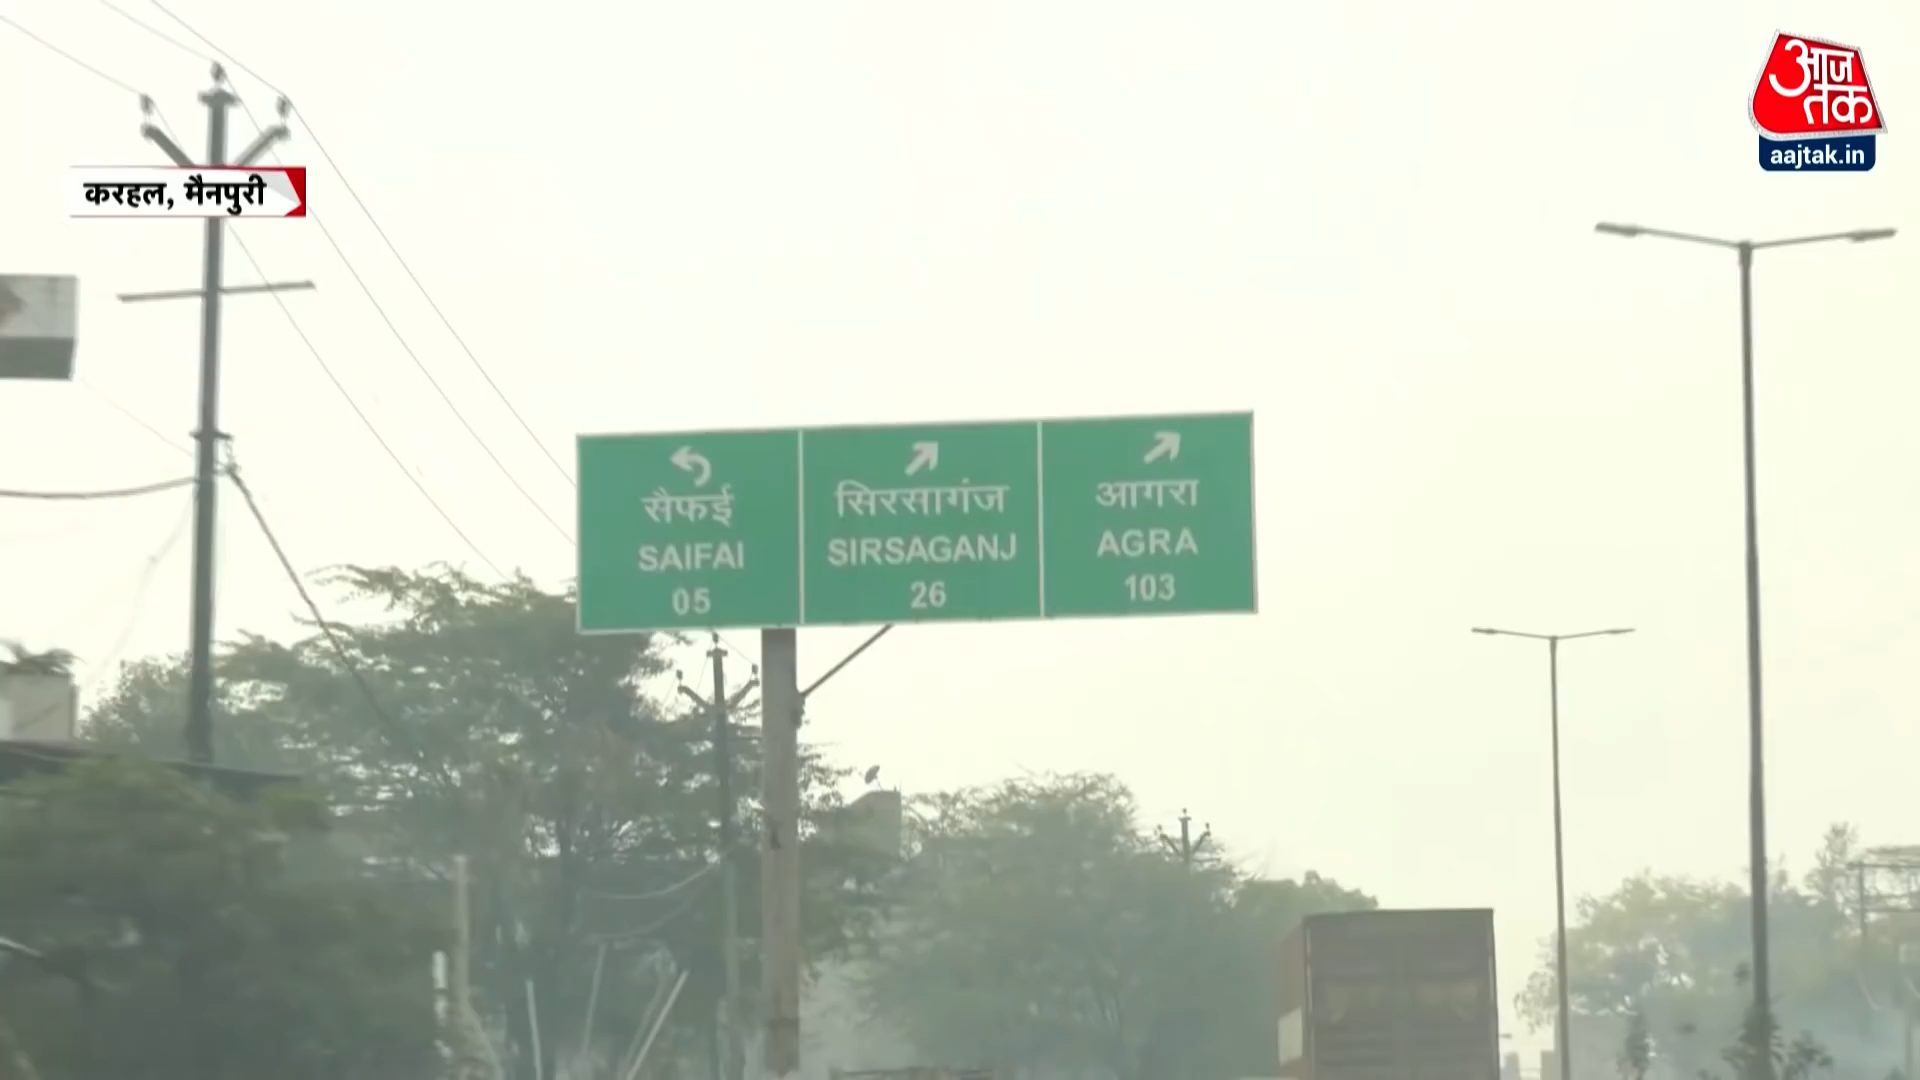 आज
तक
aajtak.in
करहल, मैनपुरी
सैफई
SAIFAI
05
सिरसागंज
SIRSAGANJ
26
आगरा
AGRA
103